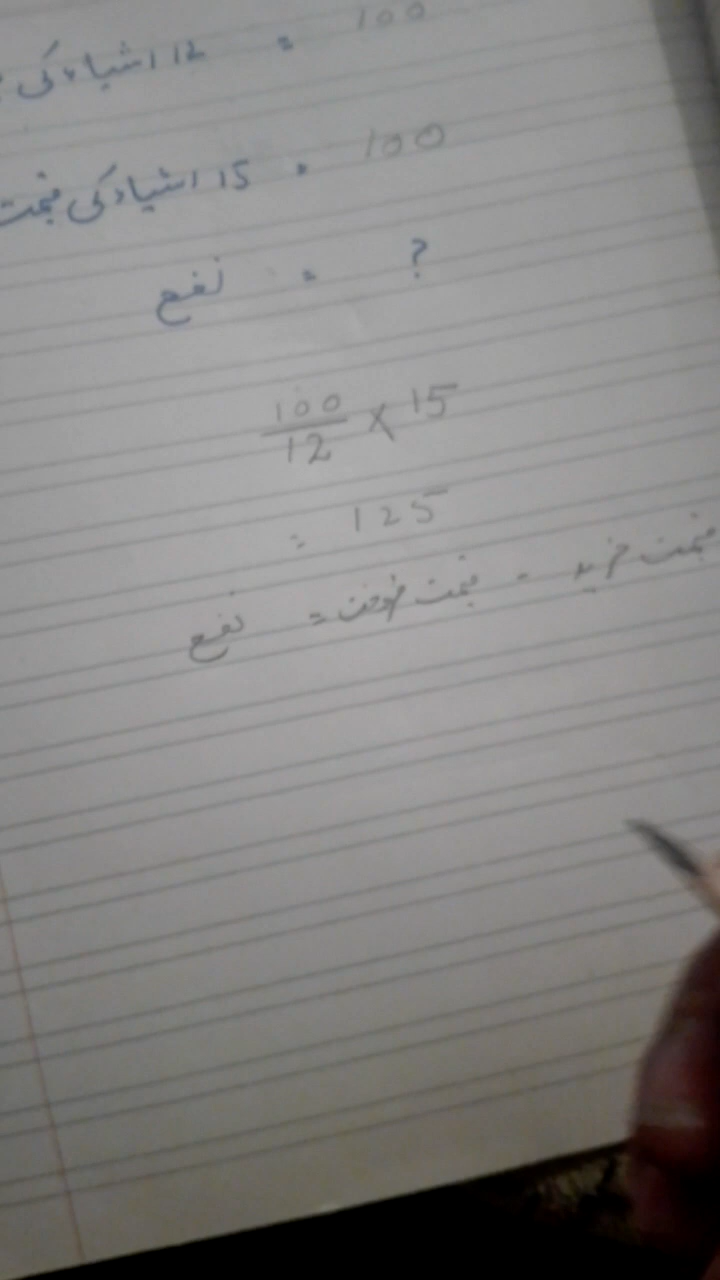 12 اشیاء کی = 100
15 اشیاء کی قیمت = 100
نفع = ?
100/12 × 15
= 125
نفع = قیمت فروخت - قیمت خرید